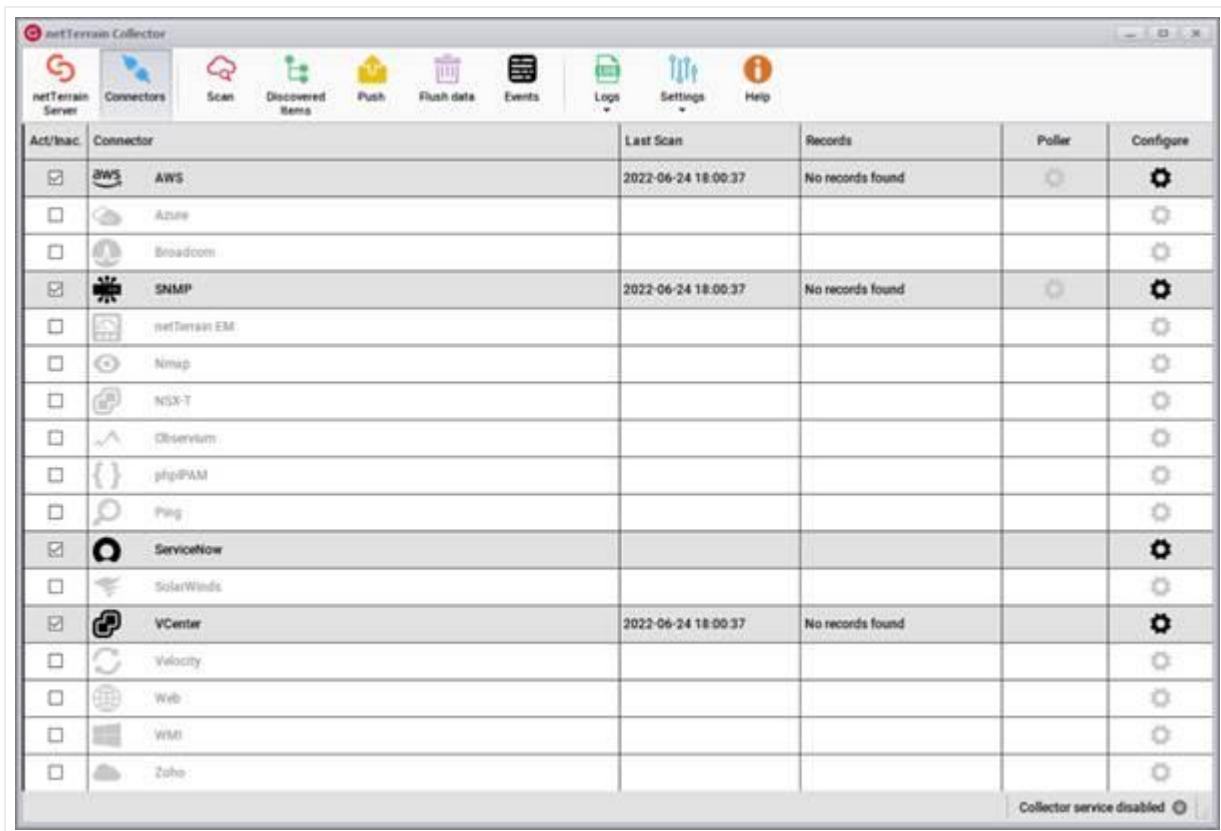 netTerrain Collector
netTerrain Server
Connectors
Scan
Discovered Items
Push
Flush data
Events
Logs
Settings
Help
Act/Inac. Connector Last Scan Records Poller Configure
aws AWS 2022-06-24 18:00:37 No records found
Azure
Broadcom
SNMP 2022-06-24 18:00:37 No records found
netTerrain EM
Nmap
NSX-T
Observium
phpIPAM
Ping
ServiceNow
SolarWinds
VCenter 2022-06-24 18:00:37 No records found
Velocity
Web
WMI
Zoho
Collector service disabled